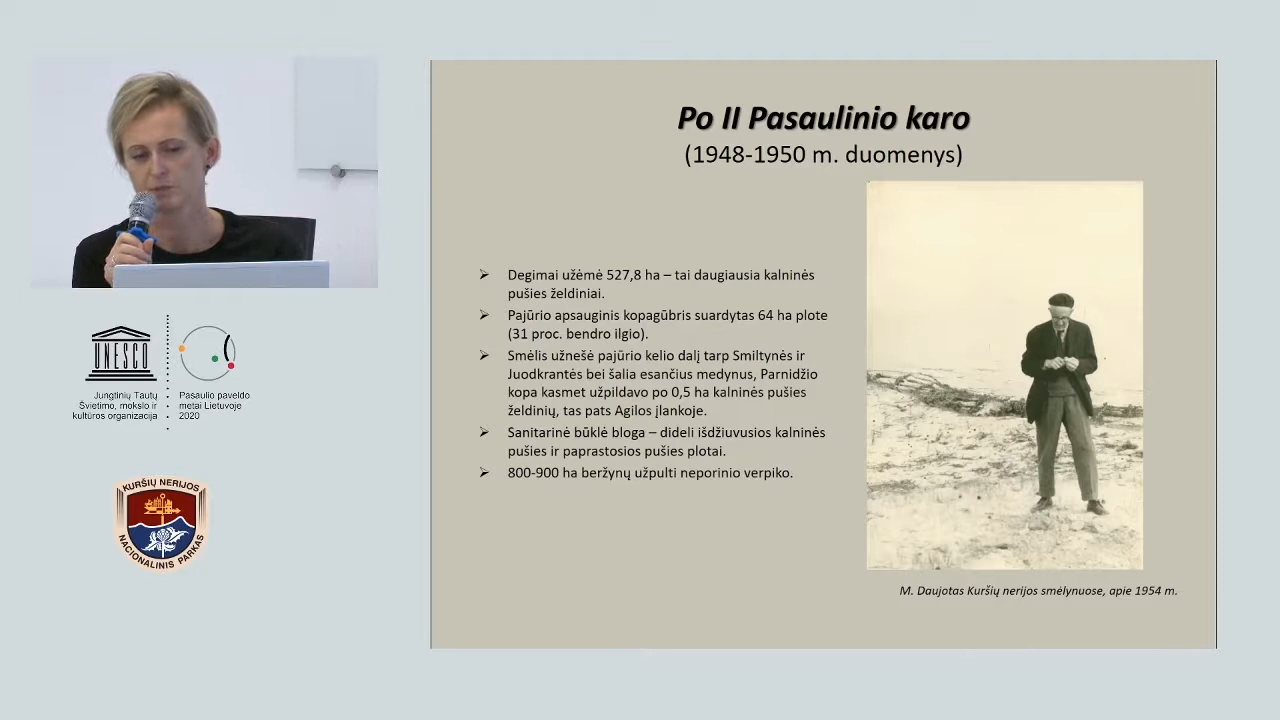 Po II Pasaulinio karo
(1948-1950 m. duomenys)
Degimai užėmė 527,8 ha – tai daugiausia kalninės
pušies želdiniai.
Pajūrio apsauginis kopagūbris suardytas 64 ha plote
(31 proc. bendro ilgio).
Smėlis užnešė pajūrio kelio dalį tarp Smiltynės ir
Juodkrantės bei šalia esančius medynus, Parnidžio
kopa kasmet užpildavo po 0,5 ha kalninės pušies
želdinių, tas pats Agilos įlankoje.
Sanitarinė būklė bloga – dideli išdžiuvusios kalninės
pušies ir paprastosios pušies plotai.
800-900 ha beržynų užpulti neporinio verpiko.
M. Daujotas Kuršių nerijos smėlynuose, apie 1954 m.
UNESCO
Jungtinių Tautų
Švietimo, mokslo ir
kultūros organizacija
Pasaulio paveldo
metai Lietuvoje
2020
KURŠIŲ NERIJOS
NACIONALINIS PARKAS